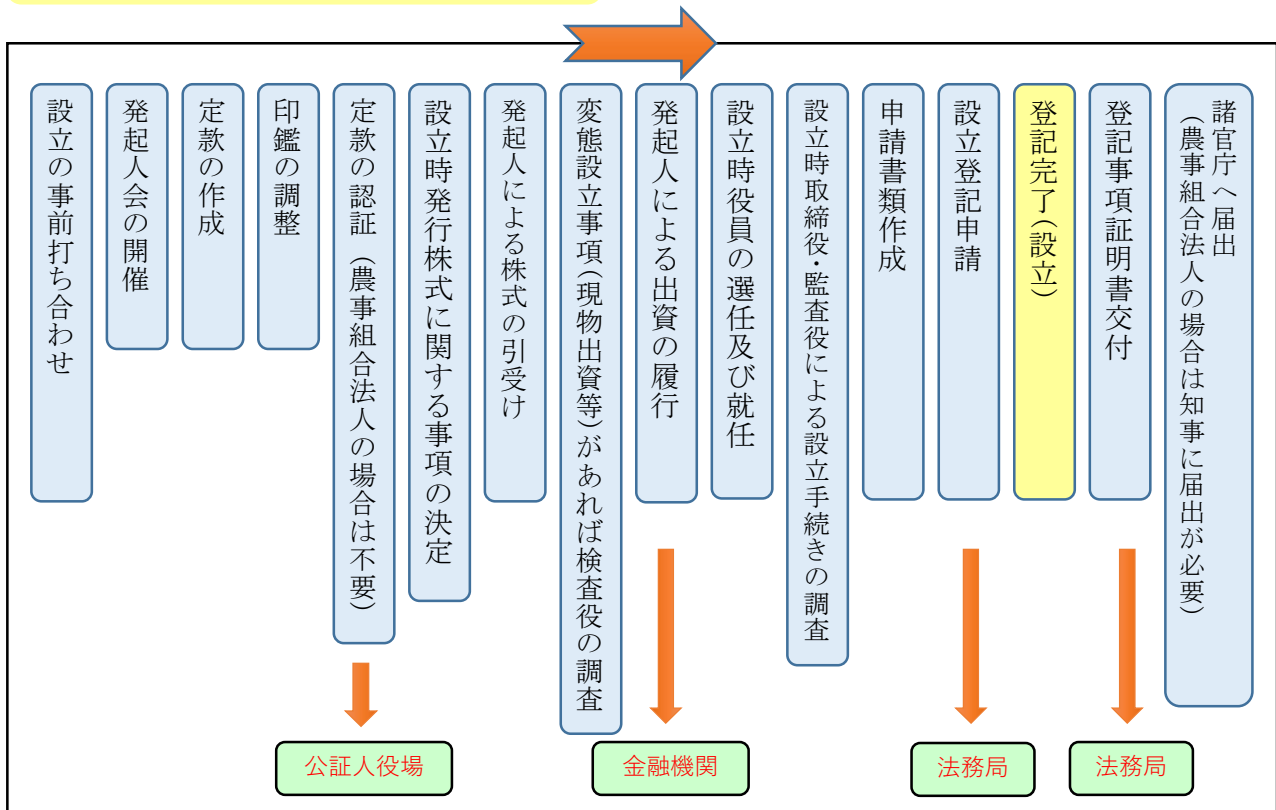 設立の事前打ち合わせ
発起人会の開催
定款の作成
印鑑の調整
定款の認証（農事組合法人の場合は不要）
設立時発行株式に関する事項の決定
発起人による株式の引受け
変態設立事項（現物出資等）があれば検査役の調査
発起人による出資の履行
設立時役員の選任及び就任
設立時取締役・監査役による設立手続きの調査
申請書類作成
設立登記申請
登記完了（設立）
登記事項証明書交付
諸官庁へ届出
（農事組合法人の場合は知事に届出が必要）
公証人役場
金融機関
法務局
法務局